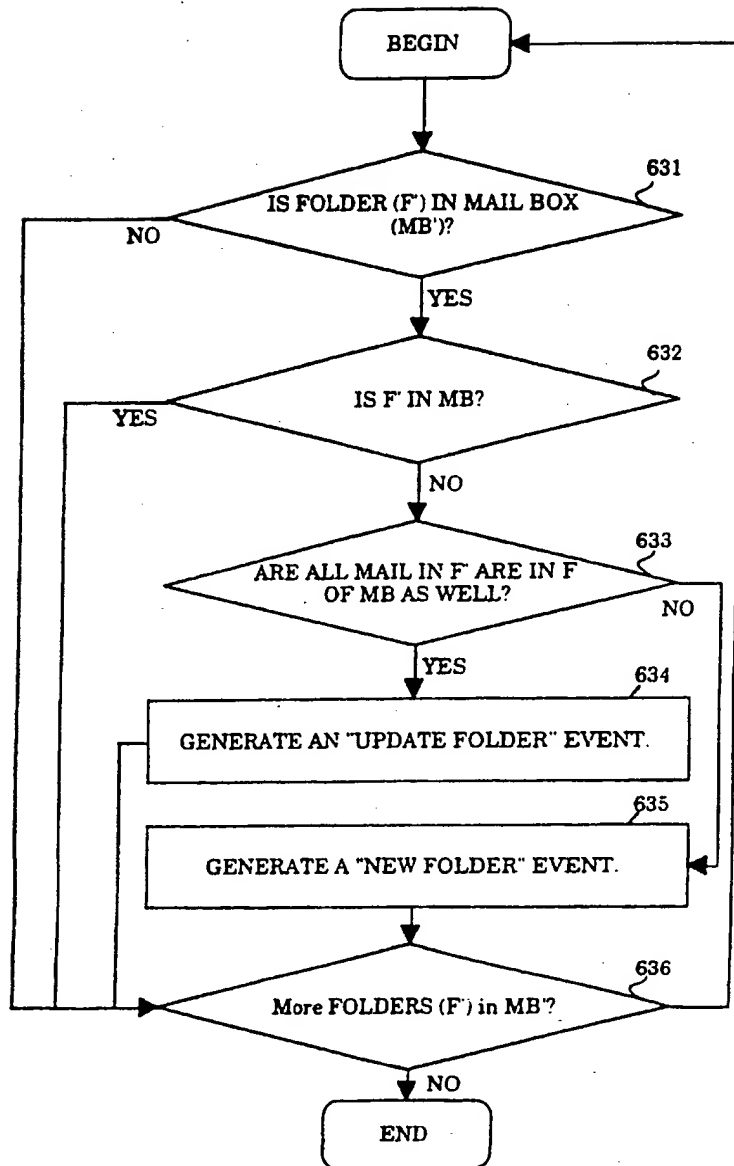 BEGIN
631
IS FOLDER (F') IN MAIL BOX
(MB')?
NO
YES
632
IS F' IN MB?
YES
NO
633
ARE ALL MAIL IN F' ARE IN F
OF MB AS WELL?
NO
YES
634
GENERATE AN "UPDATE FOLDER" EVENT.
635
GENERATE A "NEW FOLDER" EVENT.
636
More FOLDERS (F') in MB'?
NO
END